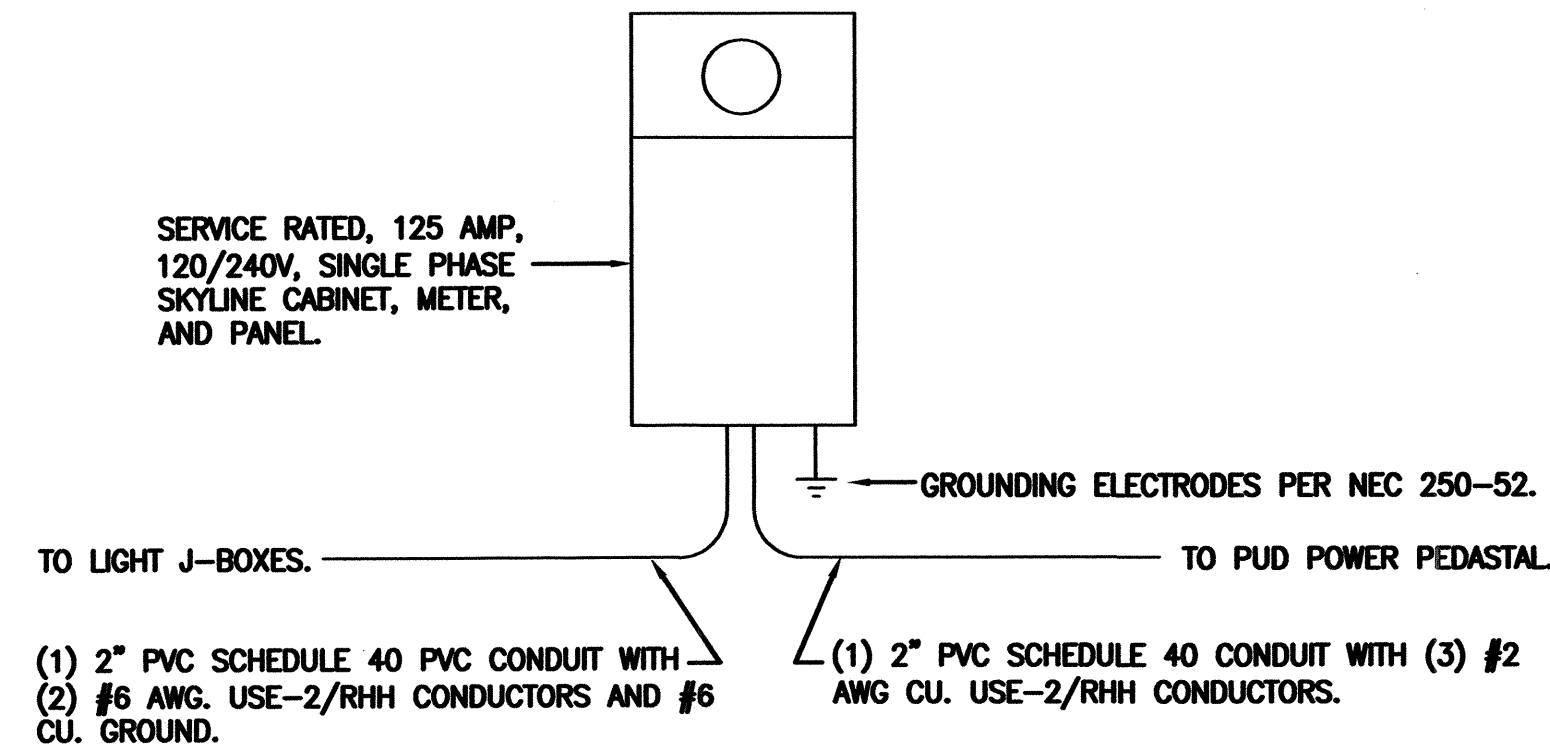 SERVICE RATED, 125 AMP,
120/240V, SINGLE PHASE
SKYLINE CABINET, METER,
AND PANEL.
GROUNDING ELECTRODES PER NEC 250-52.
TO LIGHT J-BOXES.
TO PUD POWER PEDASTAL.
(1) 2" PVC SCHEDULE 40 PVC CONDUIT WITH
(2) #6 AWG. USE-2/RHH CONDUCTORS AND #6
CU. GROUND.
(1) 2" PVC SCHEDULE 40 CONDUIT WITH (3) #2
AWG CU. USE-2/RHH CONDUCTORS.